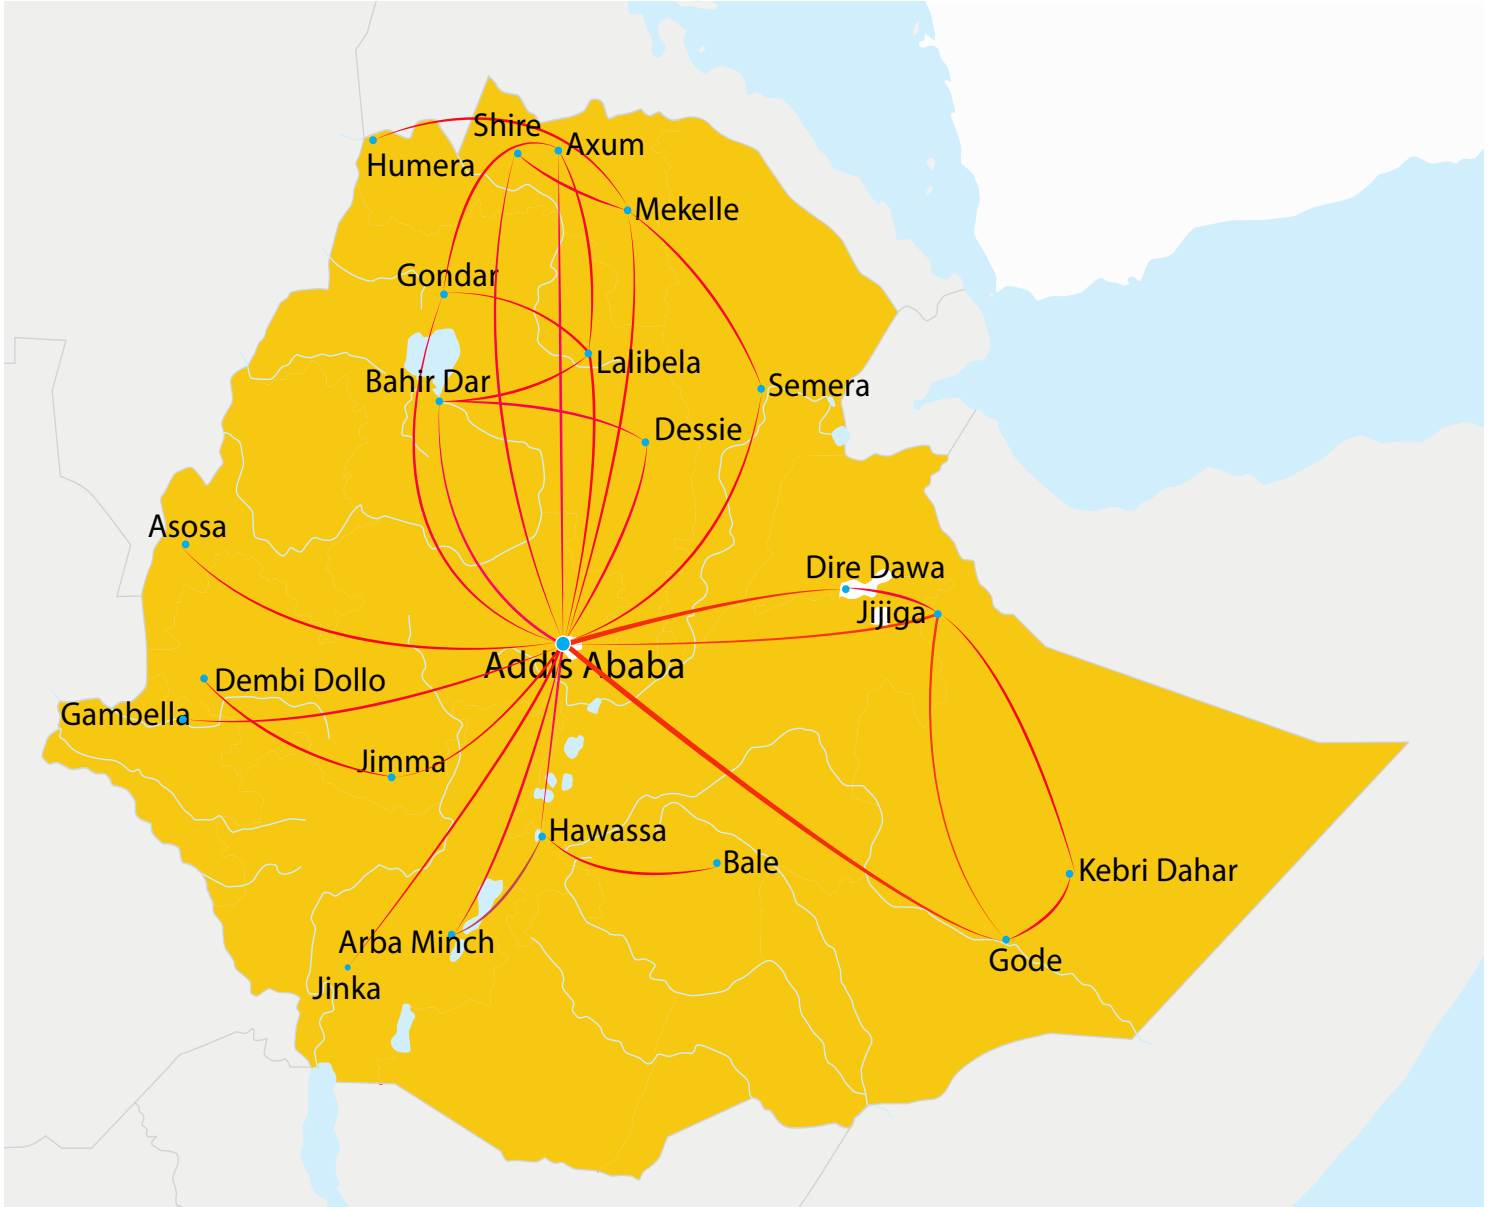 Shire
Axum
Humera
Mekelle
Gondar
Lalibela
Bahir Dar
Semera
Dessie
Asosa
Dire Dawa
Jijiga
Addis Ababa
Dembi Dollo
Gambella
Jimma
Hawassa
Bale
Kebri Dahar
Arba Minch
Gode
Jinka